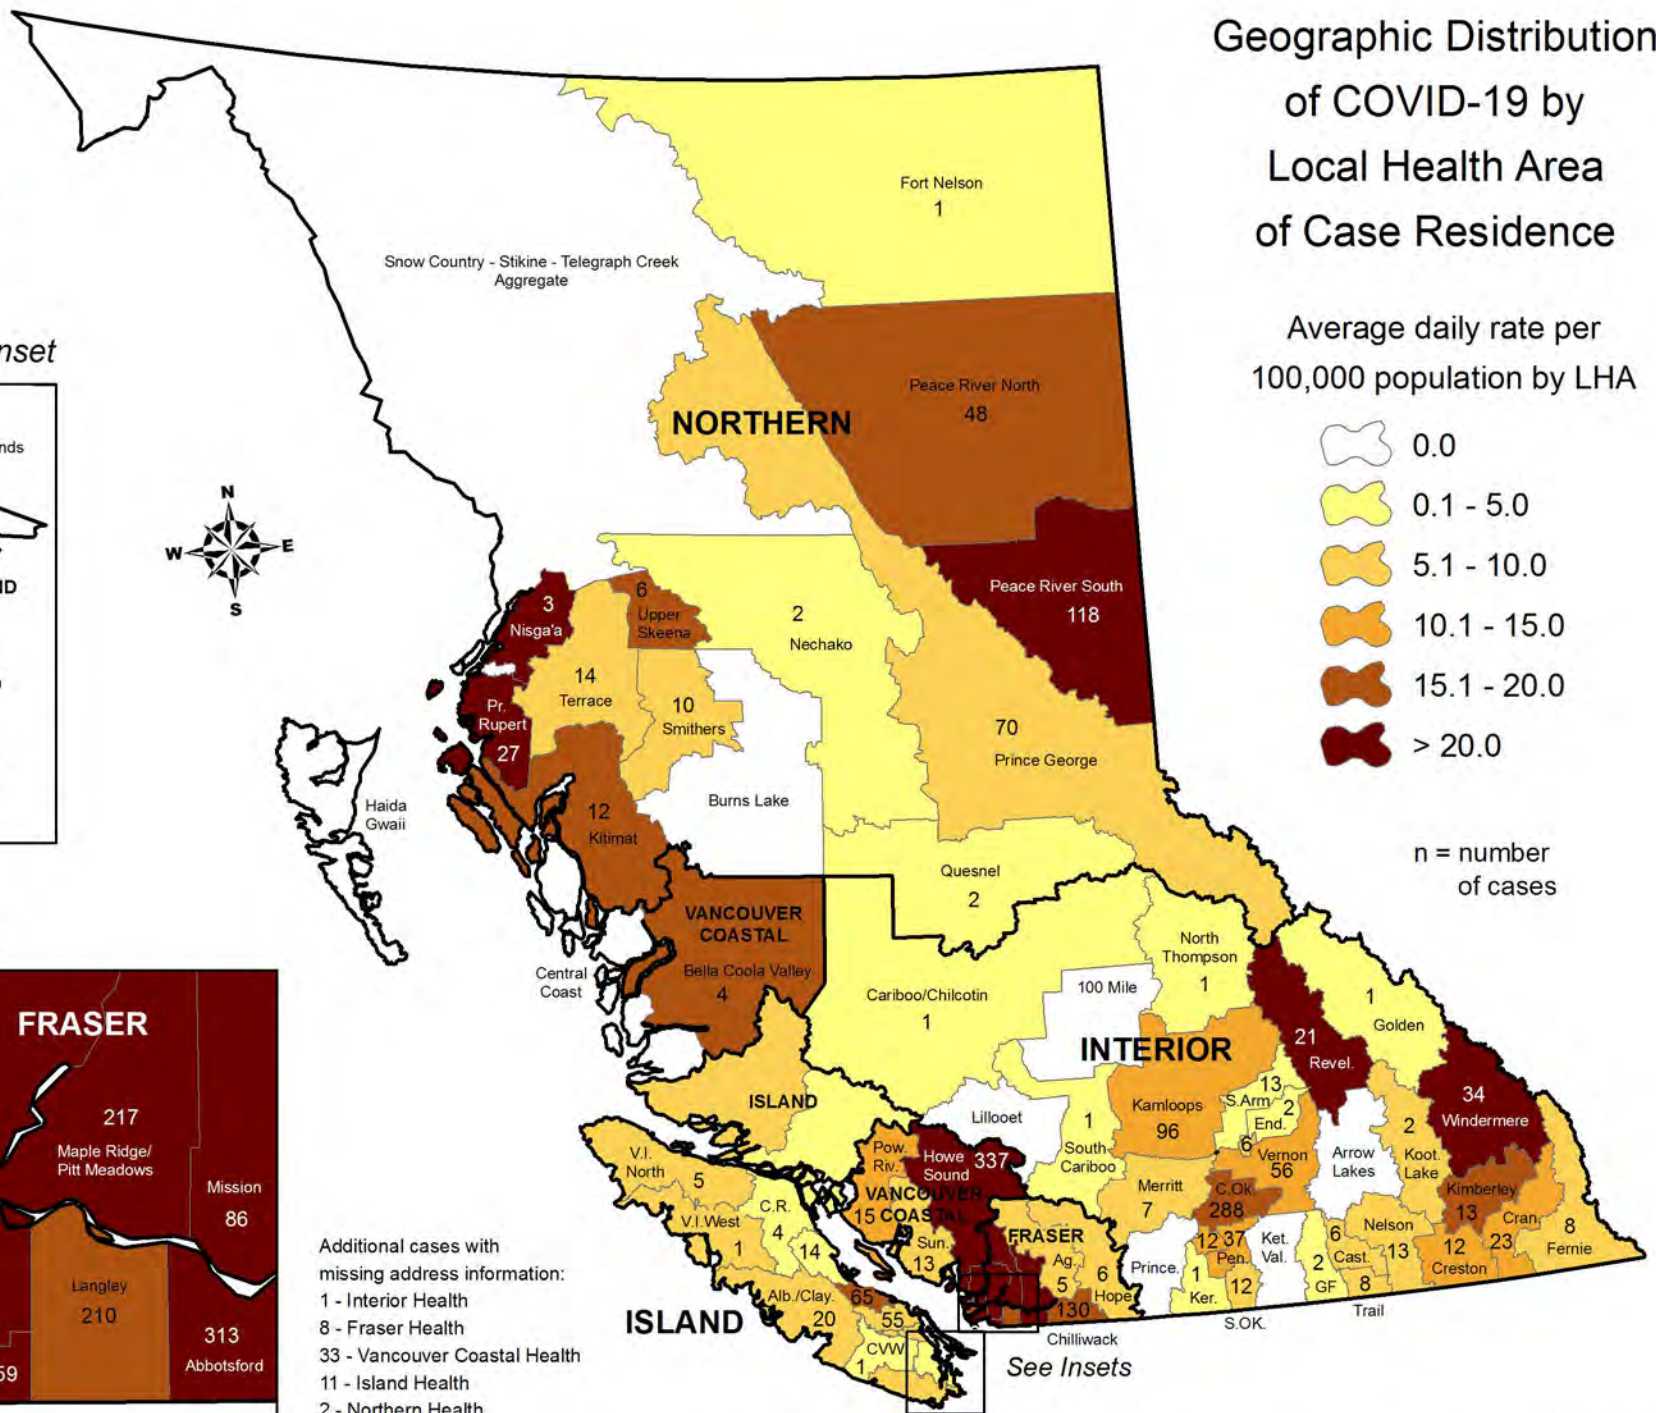 Geographic Distribution
of COVID-19 by
Local Health Area
of Case Residence
Average daily rate per
100,000 population by LHA
0.0
0.1 - 5.0
5.1 - 10.0
10.1 - 15.0
15.1 - 20.0
> 20.0
n = number
of cases
Fort Nelson
1
Snow Country - Stikine - Telegraph Creek
Aggregate
Peace River North
48
NORTHERN
N
W
E
S
Peace River South
118
3
Nisga'a
6
Upper
Skeena
2
Nechako
14
Terrace
10
Smithers
Pr.
Rupert
27
70
Prince George
Haida
Gwaii
12
Kitimat
Burns Lake
Quesnel
2
VANCOUVER
COASTAL
Bella Coola Valley
4
Central
Coast
Cariboo/Chilcotin
1
North
Thompson
1
100 Mile
INTERIOR
1
Golden
21
Revel.
34
Windermere
ISLAND
Lillooet
1
South
Cariboo
Kamloops
96
13
S.Arm
2
End.
6
Vernon
56
Arrow
Lakes
2
Koot.
Lake
Kimberley
13
Pow.
Riv.
Howe
Sound
337
VANCOUVER
COASTAL
15
Sun.
13
Merritt
7
C.Ok.
288
FRASER
Ag.
5
6
Hope
130
Chilliwack
Prince.
12
37
Pen.
1
Ker.
12
S.OK.
Ket.
Val.
2
GF
6
Cast.
Nelson
13
8
Trail
12
Creston
Cran.
23
8
Fernie
V.I.
North
5
V.I.West
1
C.R.
4
14
Alb./Clay.
20
65
55
CVW
1
ISLAND
See Insets
FRASER
217
Maple Ridge/
Pitt Meadows
Mission
86
Langley
210
313
Abbotsford
59
Additional cases with
missing address information:
1 - Interior Health
8 - Fraser Health
33 - Vancouver Coastal Health
11 - Island Health
2 - Northern Health